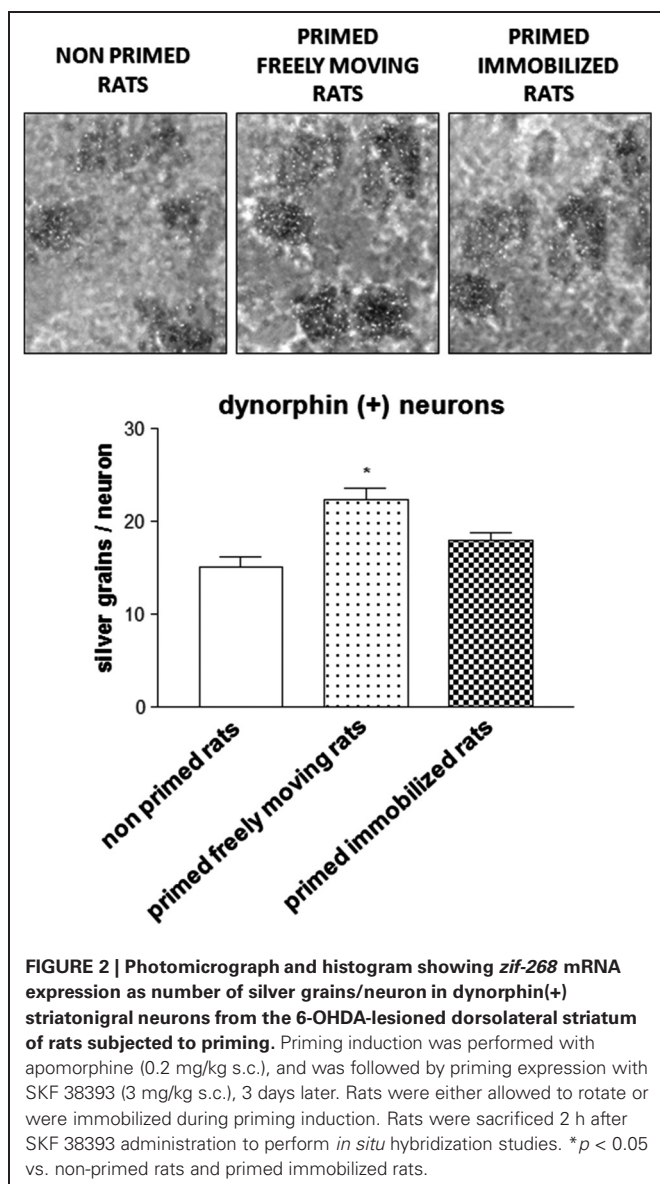 NON PRIMED
RATS
PRIMED
FREELY MOVING
RATS
PRIMED
IMMOBILIZED
RATS
dynorphin (+) neurons
silver grains / neuron
30
20
10
0
*
non primed rats
primed freely moving rats
primed immobilized rats
FIGURE 2 | Photomicrograph and histogram showing zif-268 mRNA
expression as number of silver grains/neuron in dynorphin(+)
striatonigral neurons from the 6-OHDA-lesioned dorsolateral striatum
of rats subjected to priming. Priming induction was performed with
apomorphine (0.2 mg/kg s.c.), and was followed by priming expression with
SKF 38393 (3 mg/kg s.c.), 3 days later. Rats were either allowed to rotate or
were immobilized during priming induction. Rats were sacrificed 2 h after
SKF 38393 administration to perform in situ hybridization studies. *p < 0.05
vs. non-primed rats and primed immobilized rats.